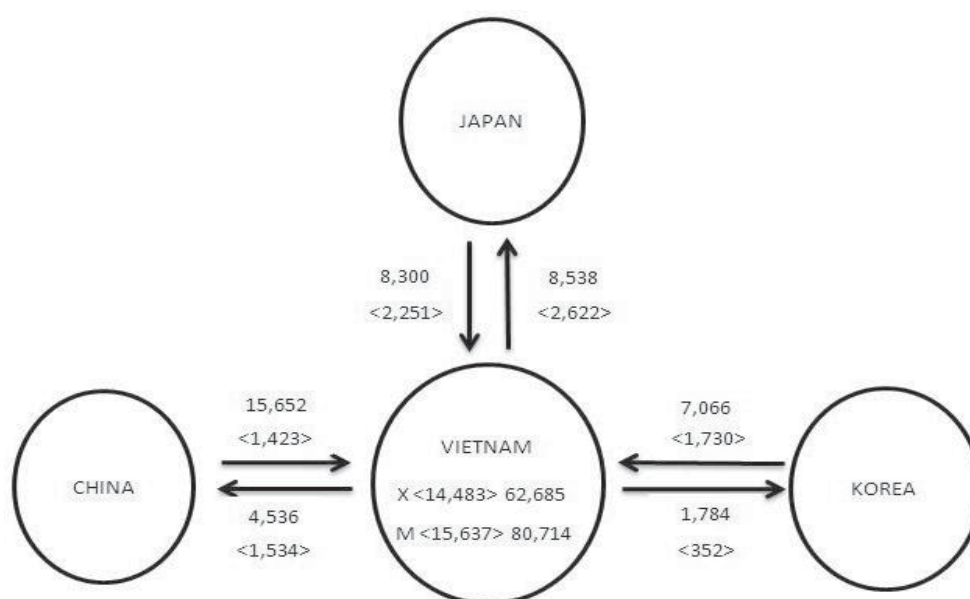 JAPAN
8,300
<2,251>
8,538
<2,622>
15,652
<1,423>
7,066
<1,730>
VIETNAM
X <14,483> 62,685
M <15,637> 80,714
CHINA
KOREA
4,536
<1,534>
1,784
<352>